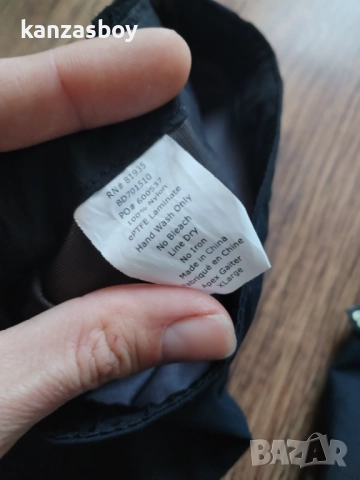 kanzasboy
RN# 81935
BD701510
PO# 600537
100% Nylon
ePTFE Laminate
Hand Wash Only
No Bleach
Line Dry
No Iron
Made in China
Fabriqué en Chine
Apex Gaiter
XLarge
BAZAR